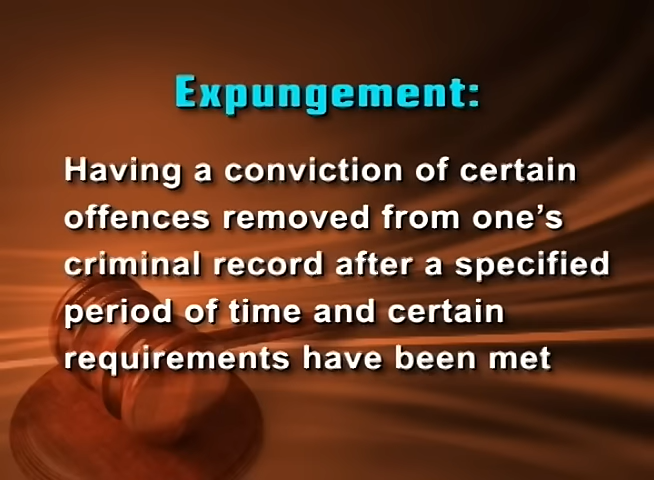 Expungement:
Having a conviction of certain
offences removed from one's
criminal record after a specified
period of time and certain
requirements have been met